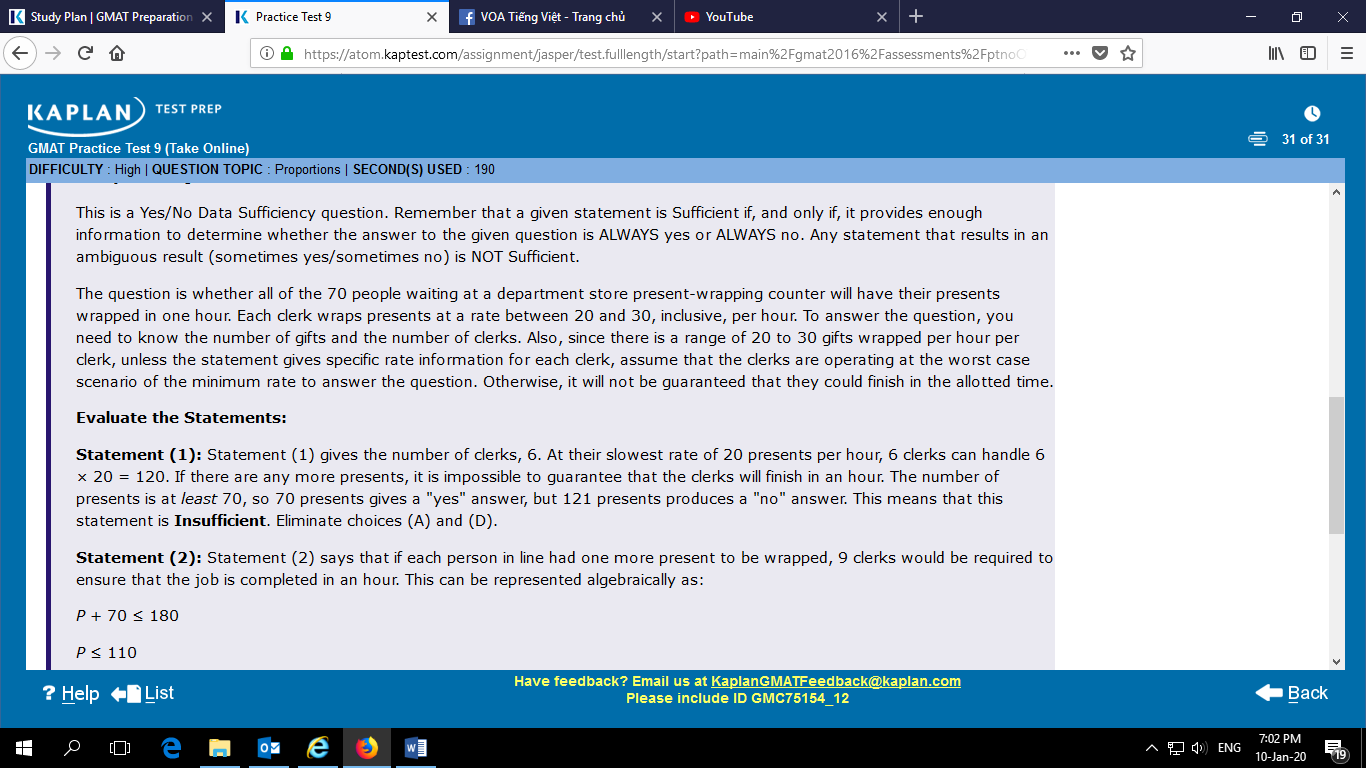 Study Plan | GMAT Preparation
Practice Test 9
VOA Tiếng Việt - Trang chủ
YouTube
https://atom.kaptest.com/assignment/jasper/test.fulllength/start?path=main%2Fgmat2016%2Fassessments%2Fptno
KAPLAN TEST PREP
GMAT Practice Test 9 (Take Online)
31 of 31
DIFFICULTY : High | QUESTION TOPIC : Proportions | SECOND(S) USED : 190
This is a Yes/No Data Sufficiency question. Remember that a given statement is Sufficient if, and only if, it provides enough
information to determine whether the answer to the given question is ALWAYS yes or ALWAYS no. Any statement that results in an
ambiguous result (sometimes yes/sometimes no) is NOT Sufficient.
The question is whether all of the 70 people waiting at a department store present-wrapping counter will have their presents
wrapped in one hour. Each clerk wraps presents at a rate between 20 and 30, inclusive, per hour. To answer the question, you
need to know the number of gifts and the number of clerks. Also, since there is a range of 20 to 30 gifts wrapped per hour per
clerk, unless the statement gives specific rate information for each clerk, assume that the clerks are operating at the worst case
scenario of the minimum rate to answer the question. Otherwise, it will not be guaranteed that they could finish in the allotted time.
Evaluate the Statements:
Statement (1): Statement (1) gives the number of clerks, 6. At their slowest rate of 20 presents per hour, 6 clerks can handle 6
× 20 = 120. If there are any more presents, it is impossible to guarantee that the clerks will finish in an hour. The number of
presents is at least 70, so 70 presents gives a "yes" answer, but 121 presents produces a "no" answer. This means that this
statement is Insufficient. Eliminate choices (A) and (D).
Statement (2): Statement (2) says that if each person in line had one more present to be wrapped, 9 clerks would be required to
ensure that the job is completed in an hour. This can be represented algebraically as:
P + 70 ≤ 180
P ≤ 110
? Help
List
Have feedback? Email us at KaplanGMATFeedback@kaplan.com
Please include ID GMC75154_12
Back
ENG
7:02 PM
10-Jan-20
19